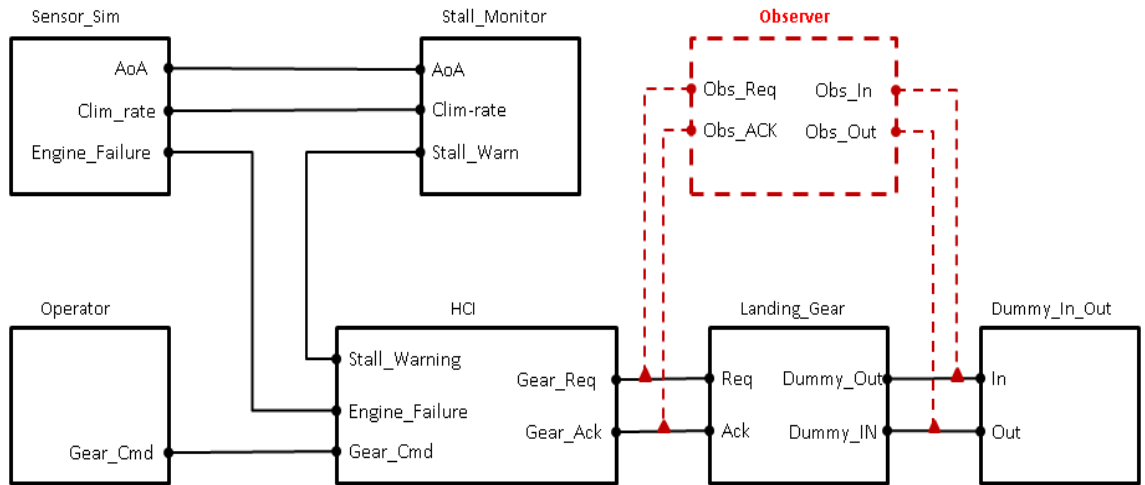 Sensor_Sim
Stall_Monitor
Observer
AoA
AoA
Clim_rate
Clim-rate
Engine_Failure
Stall_Warn
Obs_Req
Obs_In
Obs_ACK
Obs_Out
Operator
HCI
Landing_Gear
Dummy_In_Out
Gear_Cmd
Stall_Warning
Gear_Req
Engine_Failure
Gear_Cmd
Gear_Ack
Req
Dummy_Out
Ack
Dummy_IN
In
Out